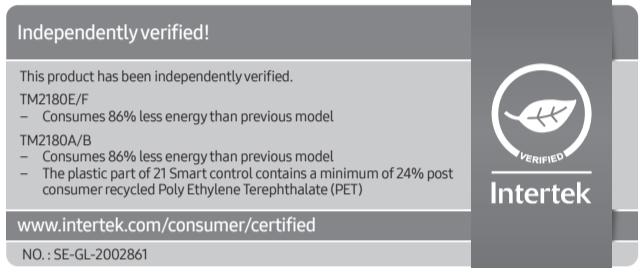 Independently verified!
This product has been independently verified.
TM2180E/F
– Consumes 86% less energy than previous model
TM2180A/B
– Consumes 86% less energy than previous model
– The plastic part of 21 Smart control contains a minimum of 24% post
consumer recycled Poly Ethylene Terephthalate (PET)
www.intertek.com/consumer/certified
NO. : SE-GL-2002861
VERIFIED
Intertek